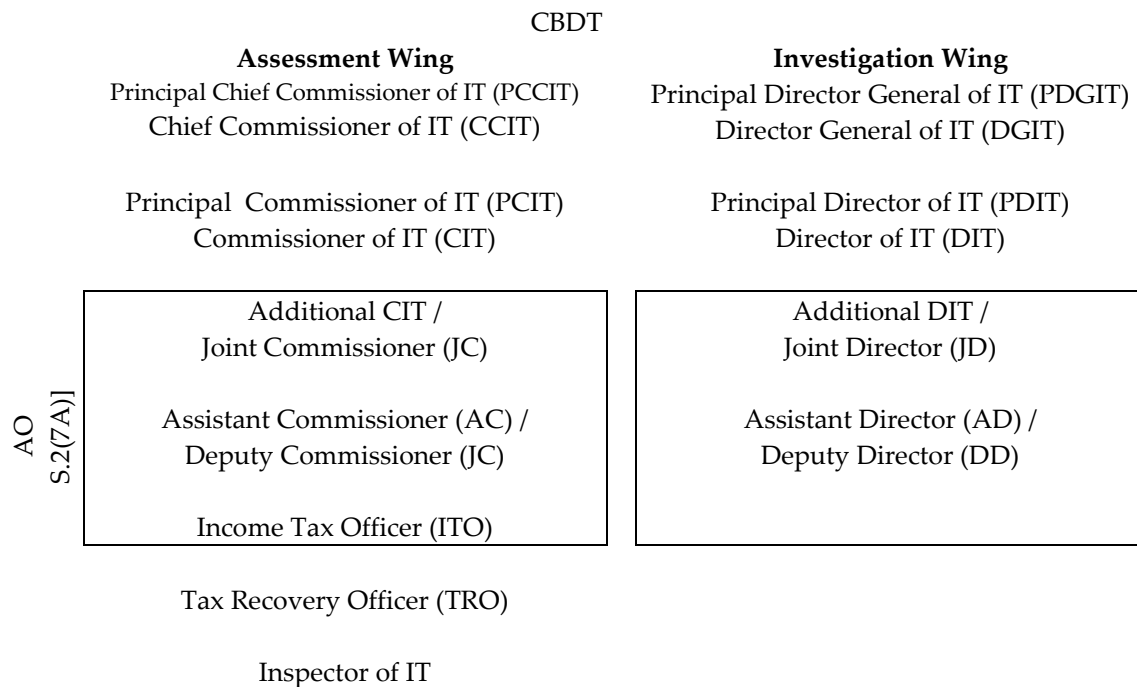 CBDT
Assessment Wing
Principal Chief Commissioner of IT (PCCIT)
Chief Commissioner of IT (CCIT)
Principal Commissioner of IT (PCIT)
Commissioner of IT (CIT)
AO
S.2(7A)]
Additional CIT /
Joint Commissioner (JC)
Assistant Commissioner (AC) /
Deputy Commissioner (JC)
Income Tax Officer (ITO)
Tax Recovery Officer (TRO)
Inspector of IT
Investigation Wing
Principal Director General of IT (PDGIT)
Director General of IT (DGIT)
Principal Director of IT (PDIT)
Director of IT (DIT)
Additional DIT /
Joint Director (JD)
Assistant Director (AD) /
Deputy Director (DD)